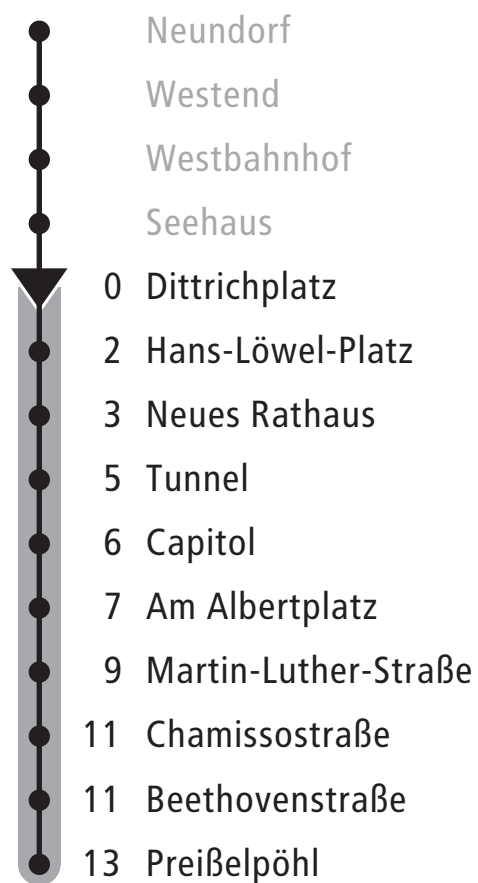 Neundorf
Westend
Westbahnhof
Seehaus
0 Dittrichplatz
2 Hans-Löwel-Platz
3 Neues Rathaus
5 Tunnel
6 Capitol
7 Am Albertplatz
9 Martin-Luther-Straße
11 Chamissostraße
11 Beethovenstraße
13 Preißelpöhl